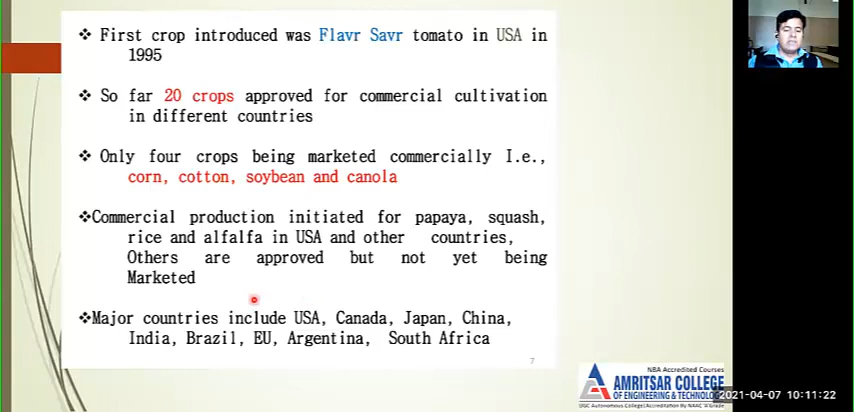 ❖ First crop introduced was Flavr Savr tomato in USA in
1995
❖ So far 20 crops approved for commercial cultivation
in different countries
❖ Only four crops being marketed commercially I.e.,
corn, cotton, soybean and canola
❖Commercial production initiated for papaya, squash,
rice and alfalfa in USA and other countries,
Others are approved but not yet being
Marketed
❖Major countries include USA, Canada, Japan, China,
India, Brazil, EU, Argentina, South Africa
7
NBA Accredited Courses
AMRITSAR COLLEGE
OF ENGINEERING & TECHNOLOGY
UGC Autonomous College|Accreditation By NAAC
2021-04-07 10:11:22